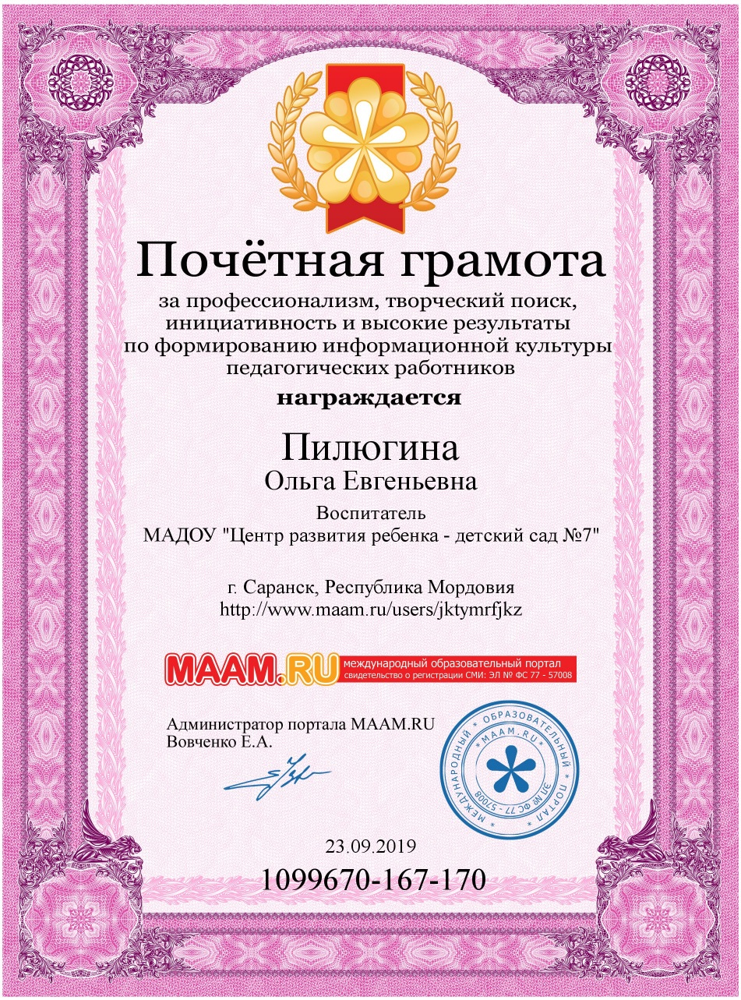 Почётная грамота
за профессионализм, творческий поиск,
инициативность и высокие результаты
по формированию информационной культуры
педагогических работников
награждается
Пилюгина
Ольга Евгеньевна
Воспитатель
МАДОУ "Центр развития ребенка - детский сад №7"
г. Саранск, Республика Мордовия
http://www.maam.ru/users/jktymrfjkz
MAAM.RU
международный образовательный портал
свидетельство о регистрации СМИ: ЭЛ № ФС 77 - 57008
Администратор портала MAAM.RU
Вовченко Е.А.
* МЕЖДУНАРОДНЫЙ * ОБРАЗОВАТЕЛЬНЫЙ * ПОРТАЛ *
* MAAM.RU *
ЭЛ № ФС 77 - 57008
23.09.2019
1099670-167-170